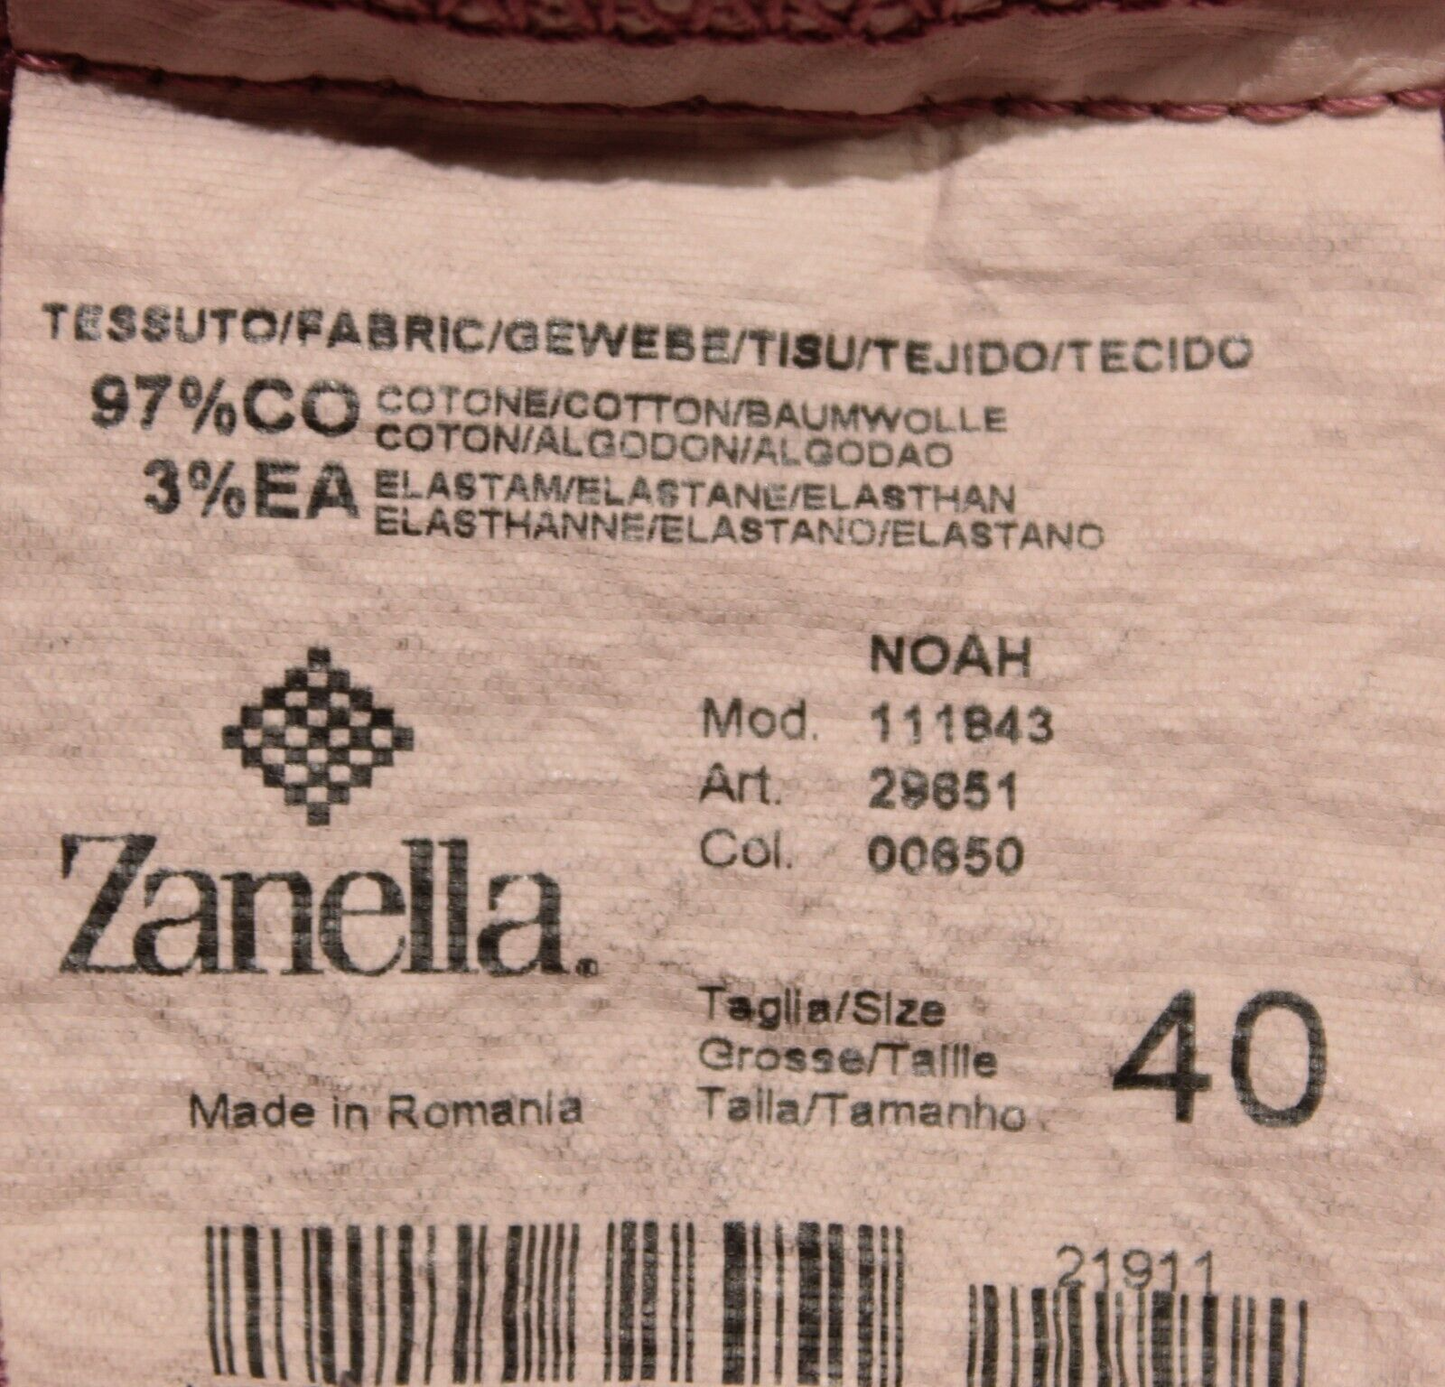 TESSUTO/FABRIC/GEWEBE/TISU/TEJIDO/TECIDO
97%CO COTONE/COTTON/BAUMWOLLE
COTON/ALGODON/ALGODAO
3%EA ELASTAM/ELASTANE/ELASTHAN
ELASTHANNE/ELASTANO/ELASTANO
NOAH
Mod. 111843
Art. 29651
Col. 00650
Zanella.
Taglia/Size
Grosse/Taille
Talla/Tamanho
40
Made in Romania
21911